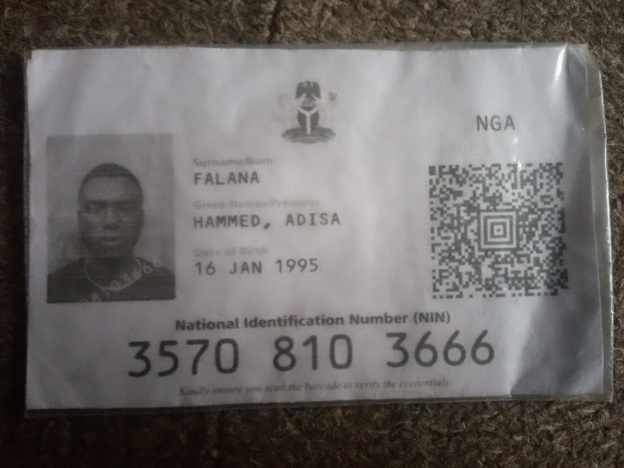 NGA
Surname/Nom
FALANA
Given Names/Prenoms
HAMMED, ADISA
Date of Birth
16 JAN 1995
National Identification Number (NIN)
3570 810 3666
Kindly ensure you scan the barcode to verify the credentials